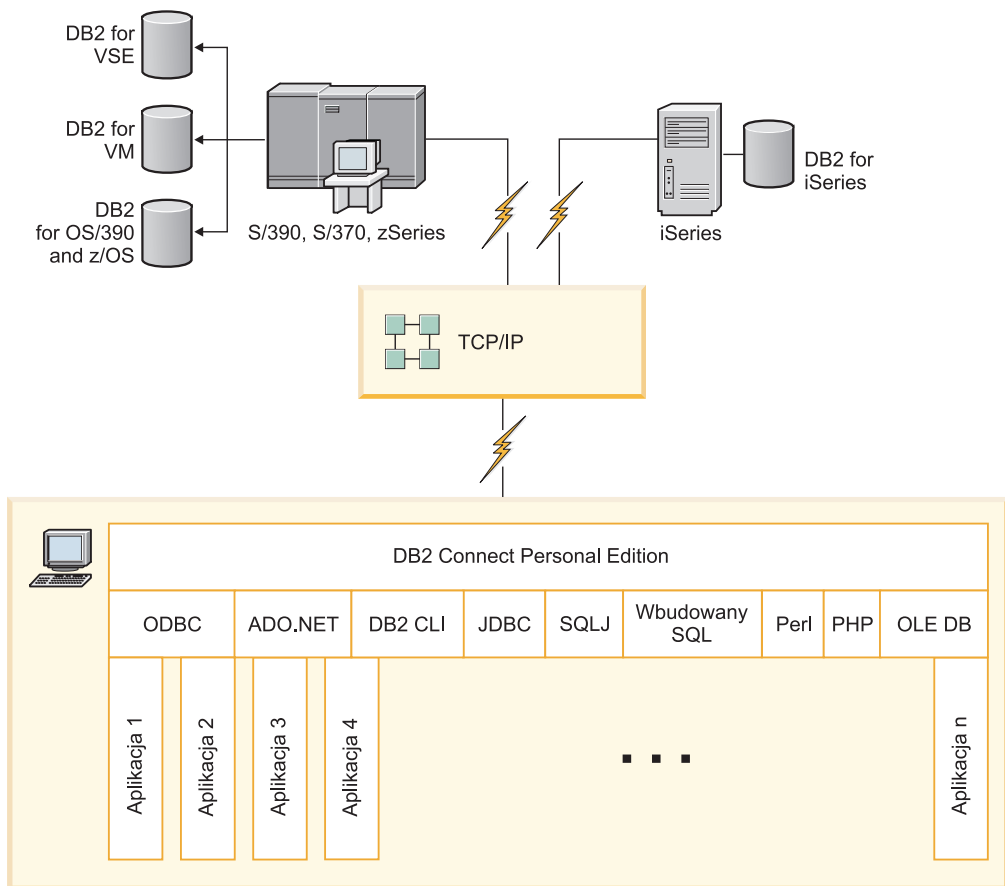 DB2 for
VSE
DB2 for
VM
DB2
for OS/390
and z/OS
S/390, S/370, zSeries
iSeries
DB2 for
iSeries
TCP/IP
DB2 Connect Personal Edition
ODBC
ADO.NET
DB2 CLI
JDBC
SQLJ
Wbudowany
SQL
Perl
PHP
OLE DB
Aplikacja 1
Aplikacja 2
Aplikacja 3
Aplikacja 4
Aplikacja n